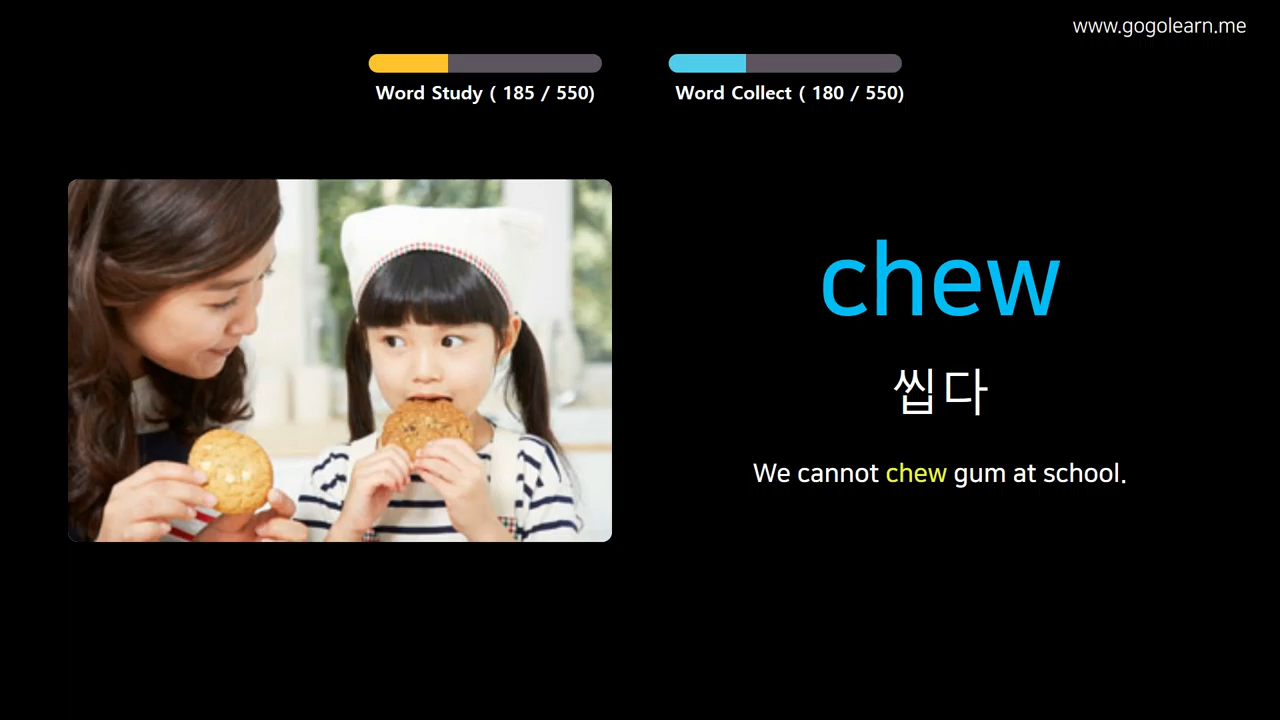 www.gogolearn.me
Word Study ( 185 / 550)
Word Collect ( 180 / 550)
chew
씹다
We cannot chew gum at school.